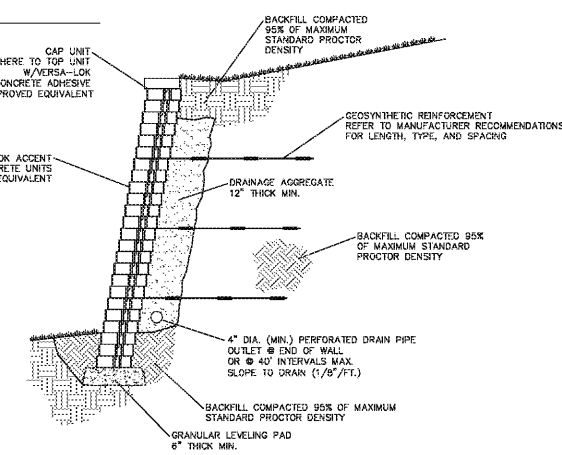 BACKFILL COMPACTED
95% OF MAXIMUM
STANDARD PROCTOR
DENSITY
CAP UNIT
HERE TO TOP UNIT
W/VERSA-LOK
ONCRETE ADHESIVE
PROVED EQUIVALENT
GEOSYNTHETIC REINFORCEMENT
REFER TO MANUFACTURER RECOMMENDATIONS
FOR LENGTH, TYPE, AND SPACING
OK ACCENT
RETE UNITS
EQUIVALENT
DRAINAGE AGGREGATE
12" THICK MIN.
BACKFILL COMPACTED 95%
OF MAXIMUM STANDARD
PROCTOR DENSITY
4" DIA. (MIN.) PERFORATED DRAIN PIPE
OUTLET @ END OF WALL
OR @ 40' INTERVALS MAX.
SLOPE TO DRAIN (1/8"/FT.)
BACKFILL COMPACTED 95% OF MAXIMUM
STANDARD PROCTOR DENSITY
GRANULAR LEVELING PAD
6" THICK MIN.